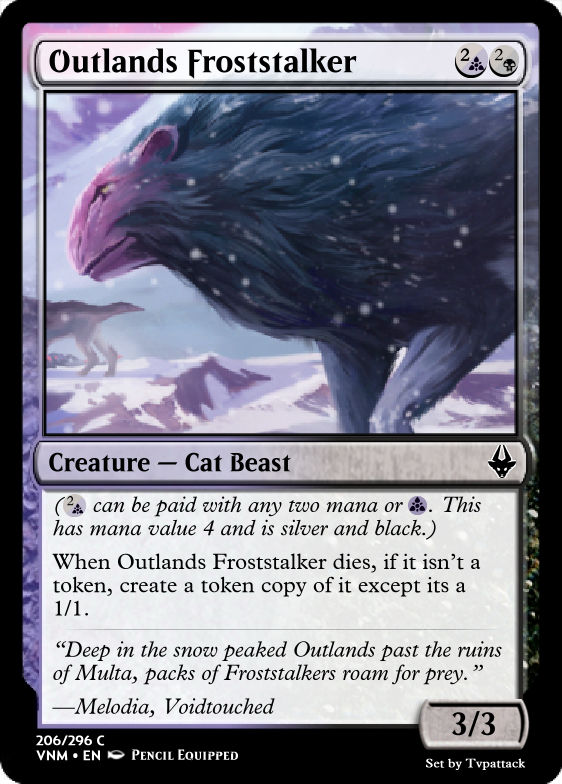 Outlands Froststalker
2 2
Creature — Cat Beast
(2 can be paid with any two mana or . This
has mana value 4 and is silver and black.)
When Outlands Froststalker dies, if it isn't a
token, create a token copy of it except its a
1/1.
“Deep in the snow peaked Outlands past the ruins
of Multa, packs of Froststalkers roam for prey.”
—Melodia, Voidtouched
3/3
206/296 C
VNM • EN Pencil Equipped
Set by Tvpattack